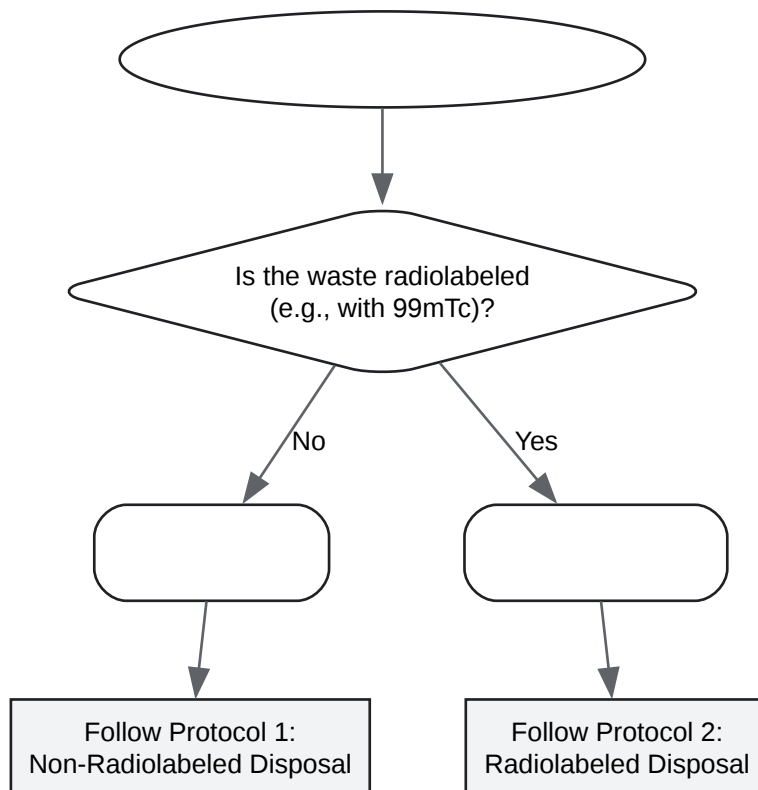 Is the waste radiolabeled
(e.g., with 99mTc)?
No
Yes
Follow Protocol 1:
Non-Radiolabeled Disposal
Follow Protocol 2:
Radiolabeled Disposal